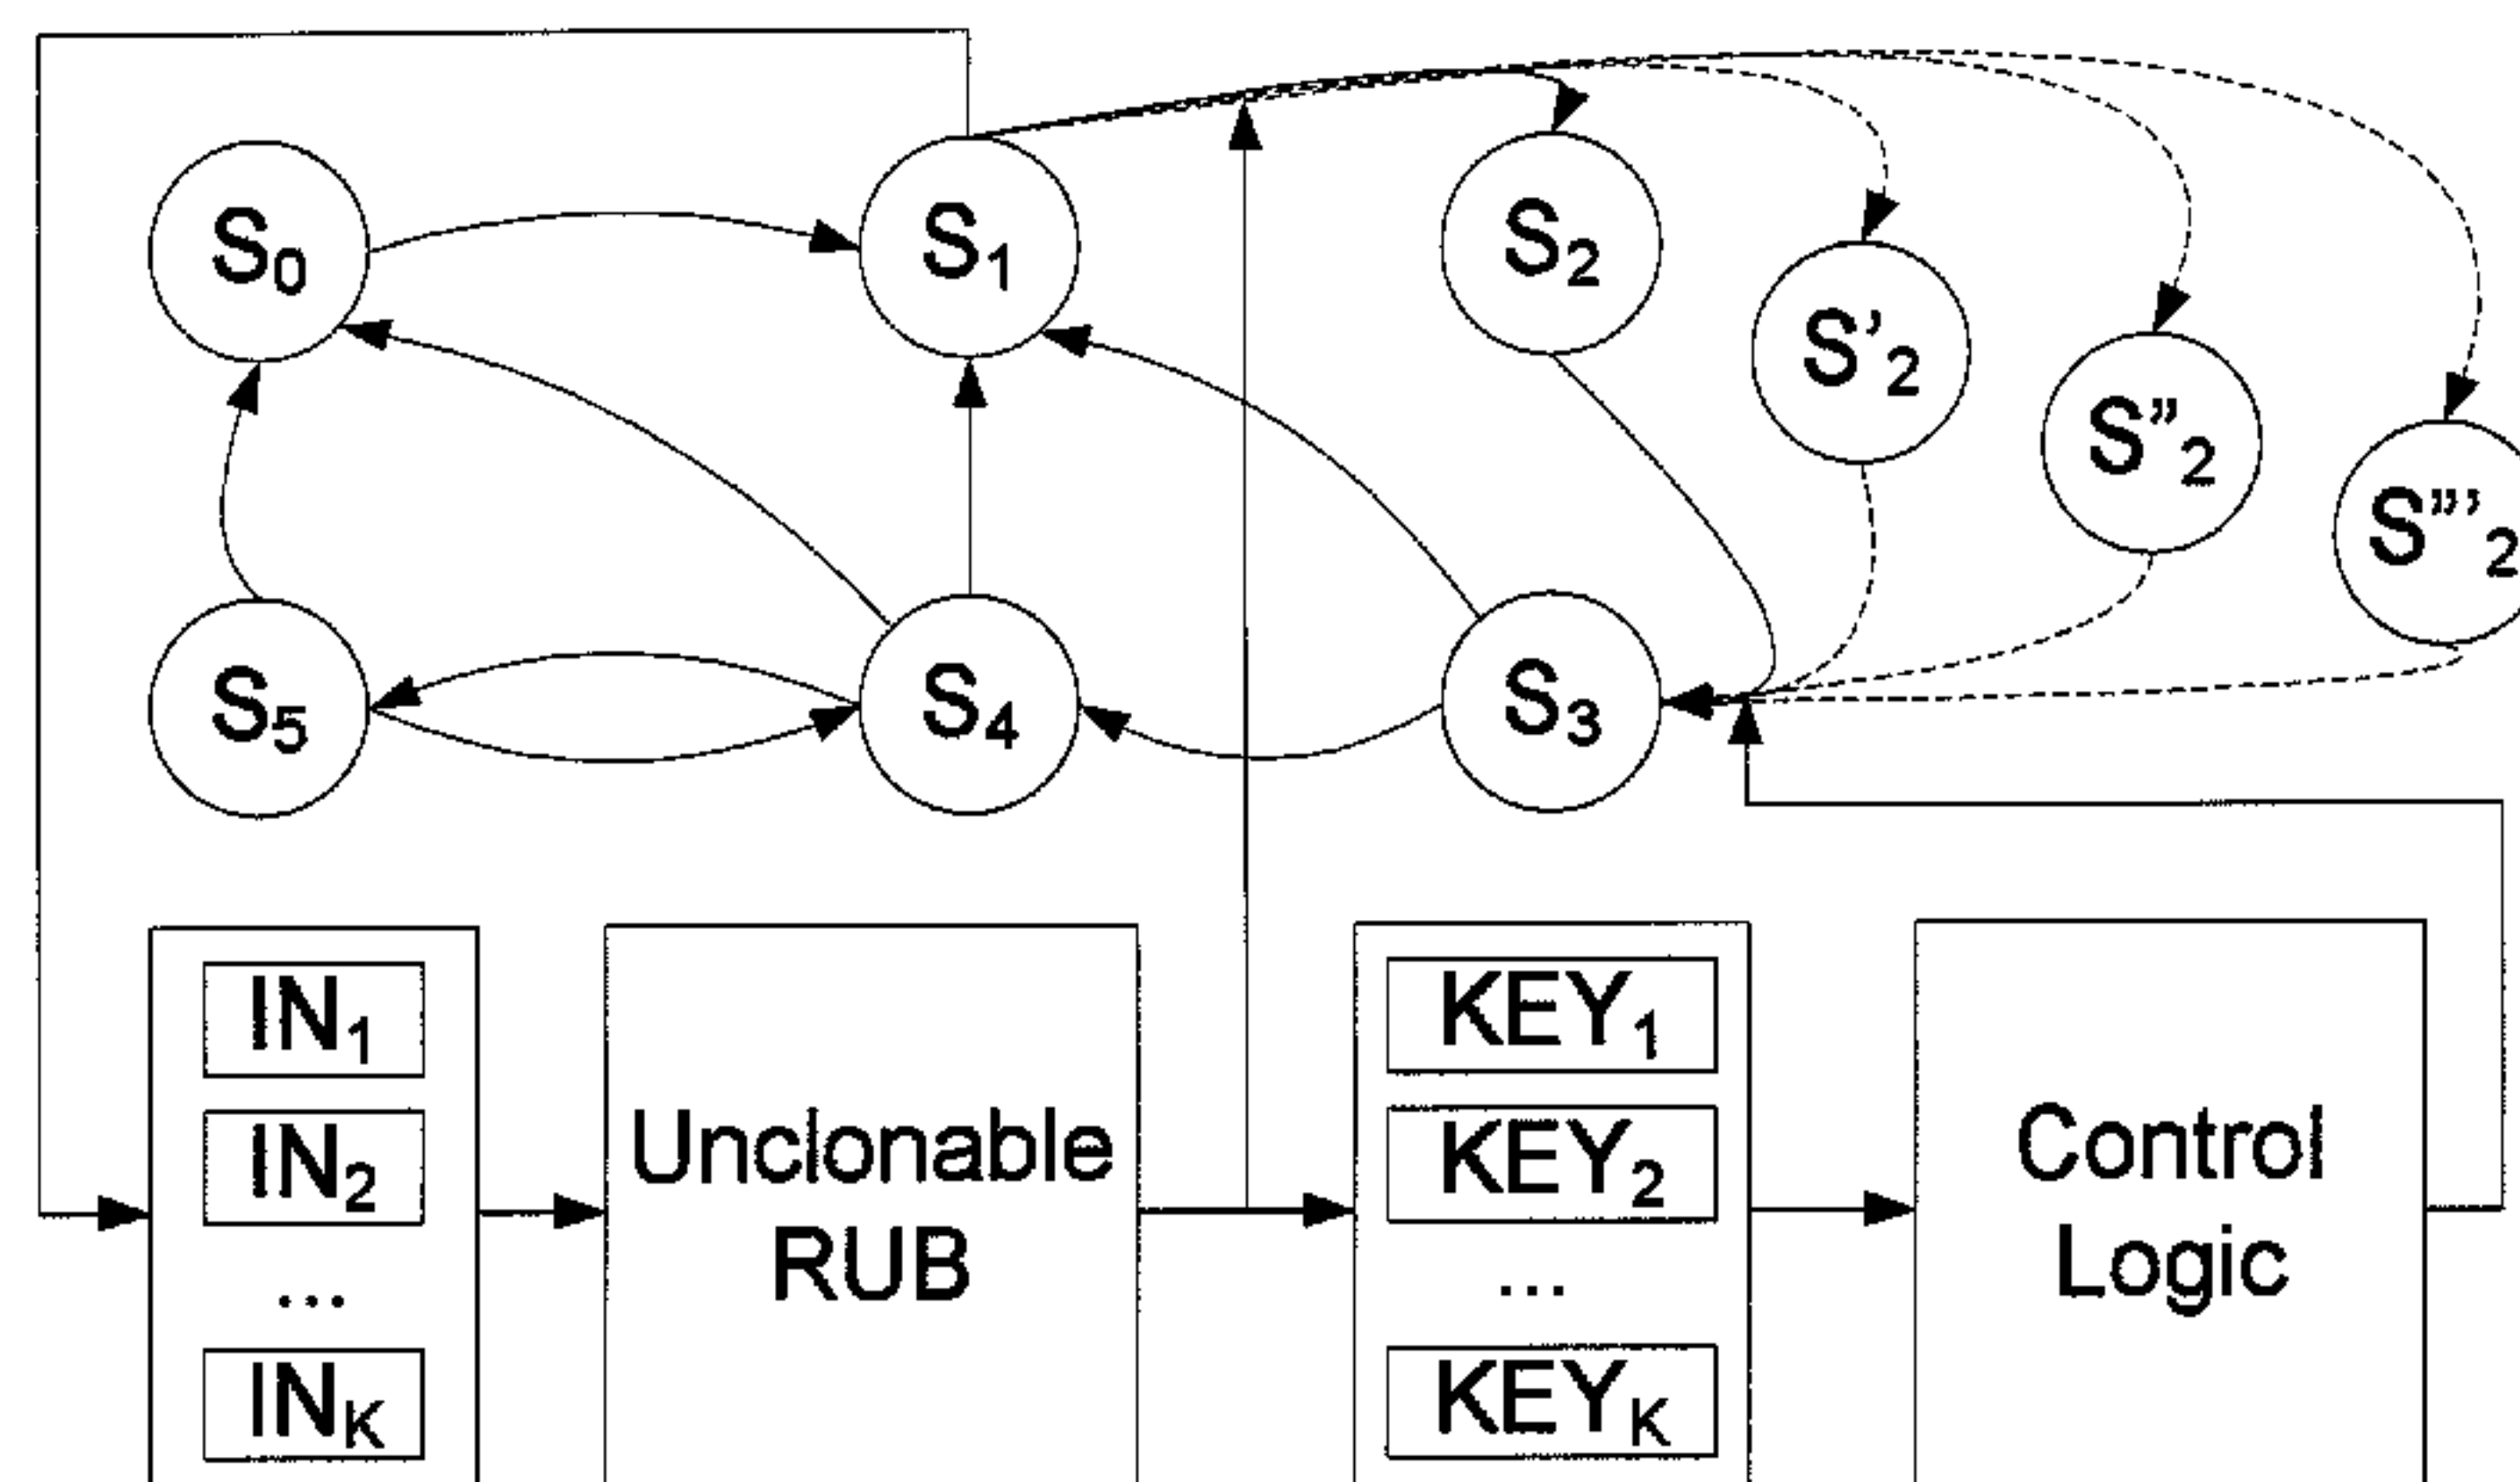 S0
S1
S2
S'2
S''2
S'''2
S5
S4
S3
IN1
IN2
...
INK
Unclonable
RUB
KEY1
KEY2
...
KEYK
Control
Logic